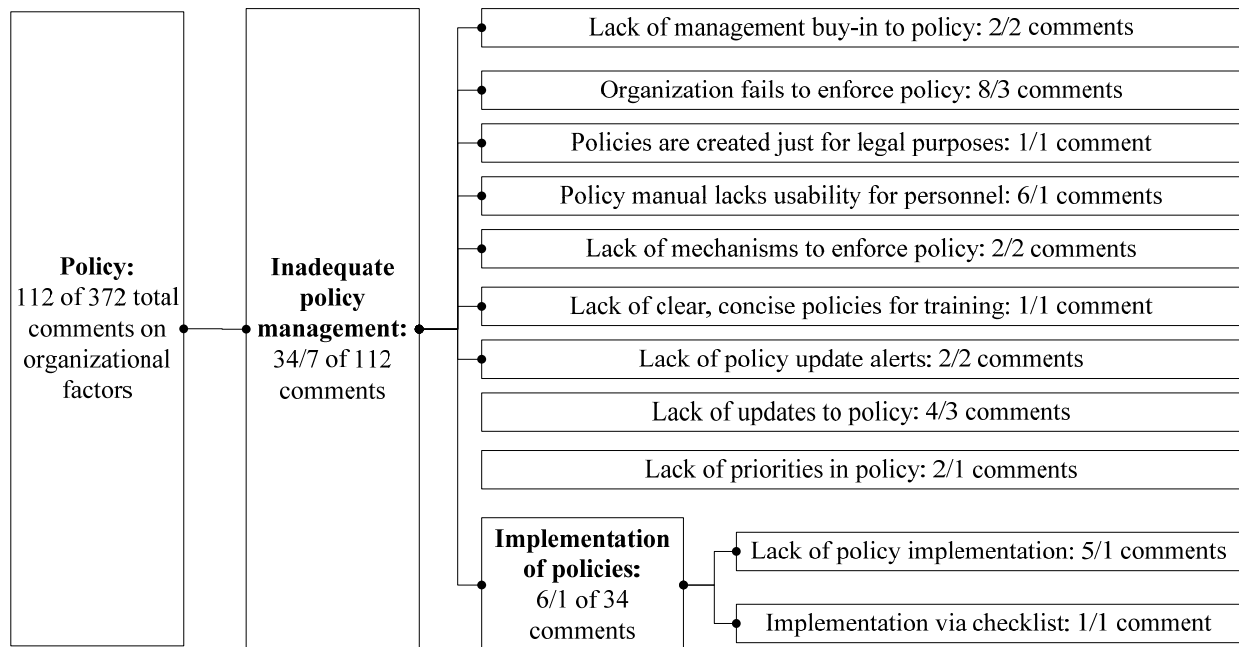 Policy:
112 of 372 total
comments on
organizational
factors
Inadequate
policy
management:
34/7 of 112
comments
Lack of management buy-in to policy: 2/2 comments
Organization fails to enforce policy: 8/3 comments
Policies are created just for legal purposes: 1/1 comment
Policy manual lacks usability for personnel: 6/1 comments
Lack of mechanisms to enforce policy: 2/2 comments
Lack of clear, concise policies for training: 1/1 comment
Lack of policy update alerts: 2/2 comments
Lack of updates to policy: 4/3 comments
Lack of priorities in policy: 2/1 comments
Implementation
of policies:
6/1 of 34
comments
Lack of policy implementation: 5/1 comments
Implementation via checklist: 1/1 comment